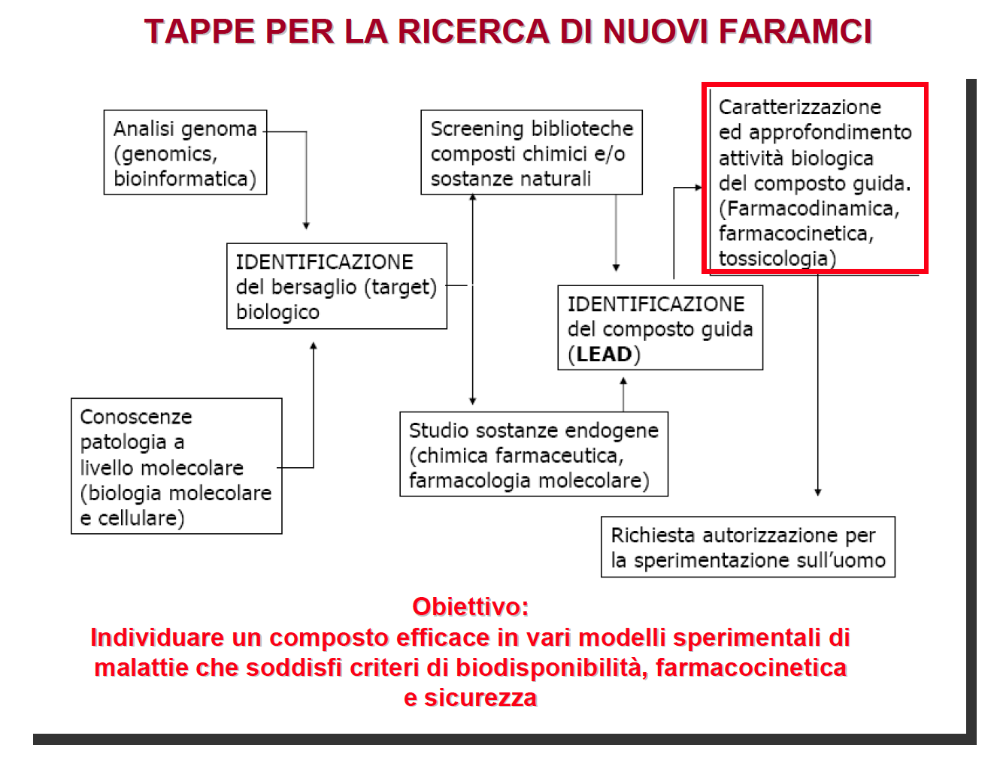 TAPPE PER LA RICERCA DI NUOVI FARAMCI
Analisi genoma
(genomics,
bioinformatica)
Screening biblioteche
composti chimici e/o
sostanze naturali
Caratterizzazione
ed approfondimento
attività biologica
del composto guida.
(Farmacodinamica,
farmacocinetica,
tossicologia)
IDENTIFICAZIONE
del bersaglio (target)
biologico
IDENTIFICAZIONE
del composto guida
(LEAD)
Conoscenze
patologia a
livello molecolare
(biologia molecolare
e cellulare)
Studio sostanze endogene
(chimica farmaceutica,
farmacologia molecolare)
Richiesta autorizzazione per
la sperimentazione sull'uomo
Obiettivo:
Individuare un composto efficace in vari modelli sperimentali di
malattie che soddisfi criteri di biodisponibilità, farmacocinetica
e sicurezza